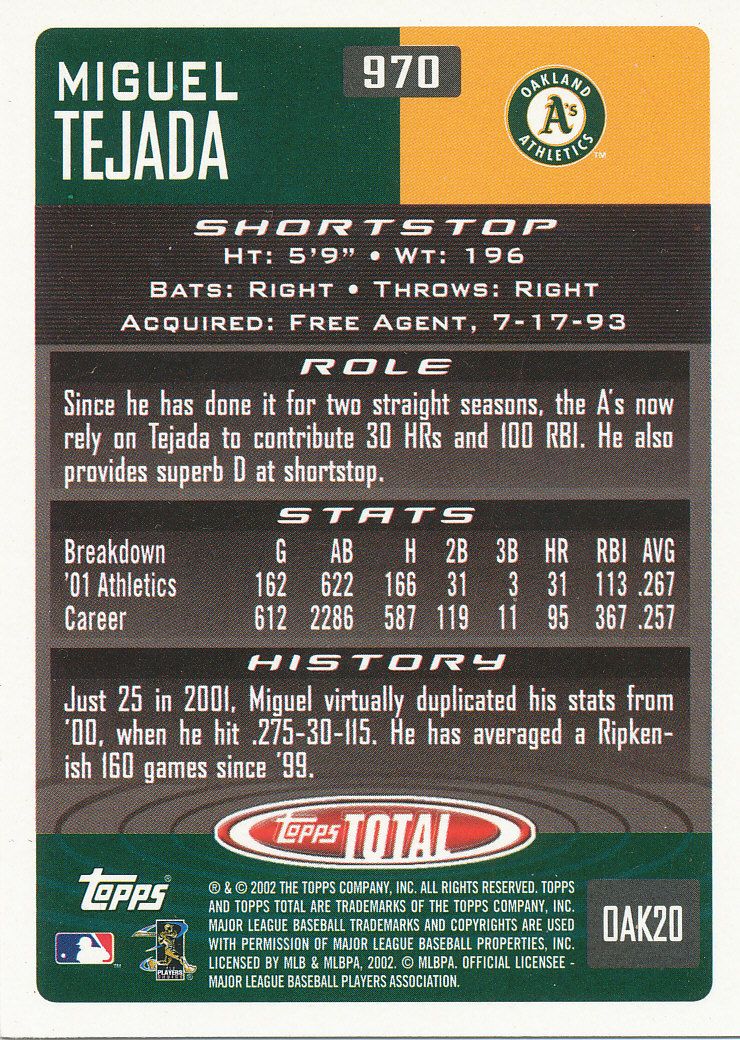 MIGUEL
TEJADA
970
OAKLAND
A's
ATHLETICS
™
SHORTSTOP
HT: 5'9" • WT: 196
BATS: RIGHT • THROWS: RIGHT
ACQUIRED: FREE AGENT, 7-17-93
ROLE
Since he has done it for two straight seasons, the A's now
rely on Tejada to contribute 30 HRs and 100 RBI. He also
provides superb D at shortstop.
STATS
Breakdown G AB H 2B 3B HR RBI AVG
'01 Athletics 162 622 166 31 3 31 113 .267
Career 612 2286 587 119 11 95 367 .257
HISTORY
Just 25 in 2001, Miguel virtually duplicated his stats from
'00, when he hit .275-30-115. He has averaged a Ripken-
ish 160 games since '99.
topps TOTAL
topps®
® & © 2002 THE TOPPS COMPANY, INC. ALL RIGHTS RESERVED. TOPPS
AND TOPPS TOTAL ARE TRADEMARKS OF THE TOPPS COMPANY, INC.
MAJOR LEAGUE BASEBALL TRADEMARKS AND COPYRIGHTS ARE USED
WITH PERMISSION OF MAJOR LEAGUE BASEBALL PROPERTIES, INC.
LICENSED BY MLB & MLBPA, 2002. © MLBPA. OFFICIAL LICENSEE -
MAJOR LEAGUE BASEBALL PLAYERS ASSOCIATION.
OAK20
™
PLAYERS
CHOICE